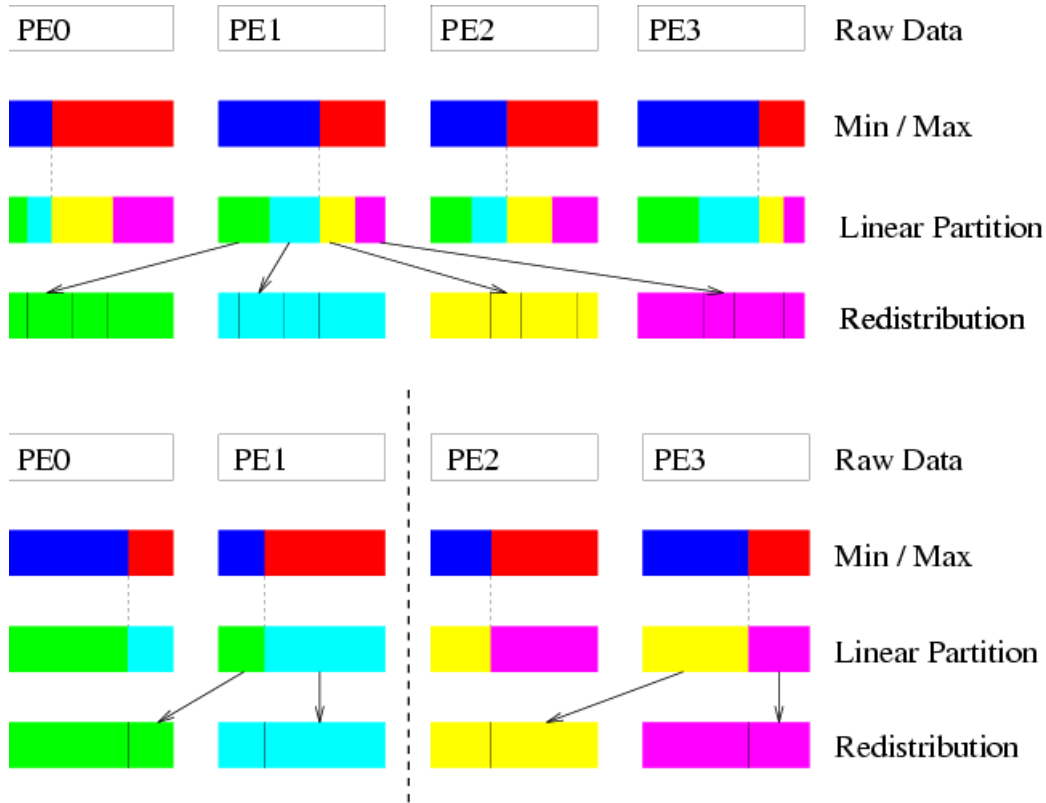 PE0 PE1 PE2 PE3 Raw Data
Min / Max
Linear Partition
Redistribution
PE0 PE1 PE2 PE3 Raw Data
Min / Max
Linear Partition
Redistribution